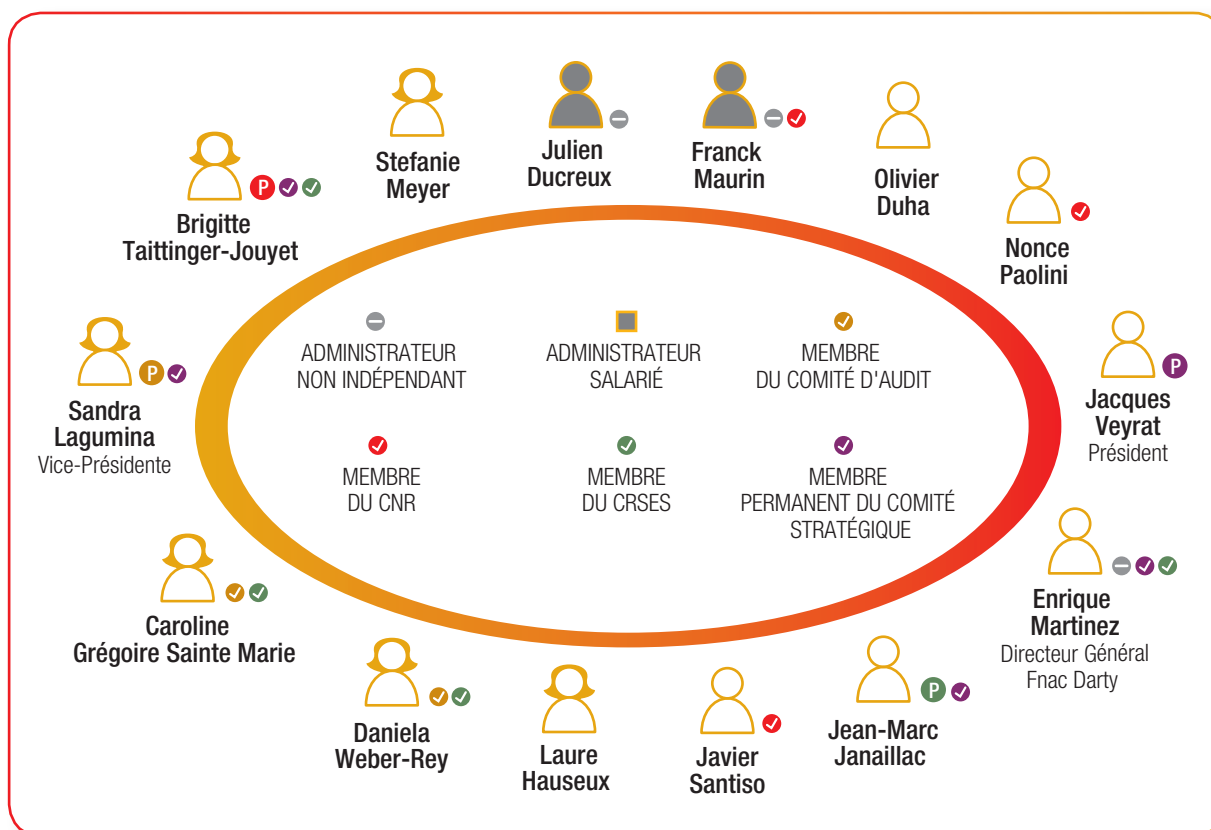 Stefanie
Meyer
Julien
Ducreux
Franck
Maurin
Olivier
Duha
P
Brigitte
Taittinger-Jouyet
Nonce
Paolini
ADMINISTRATEUR
NON INDÉPENDANT
ADMINISTRATEUR
SALARIÉ
MEMBRE
DU COMITÉ D'AUDIT
P
Sandra
Lagumina
Vice-Présidente
P
Jacques
Veyrat
Président
MEMBRE
DU CNR
MEMBRE
DU CRSES
MEMBRE
PERMANENT DU COMITÉ
STRATÉGIQUE
Caroline
Grégoire Sainte Marie
Enrique
Martinez
Directeur Général
Fnac Darty
Daniela
Weber-Rey
Laure
Hauseux
Javier
Santiso
P
Jean-Marc
Janaillac